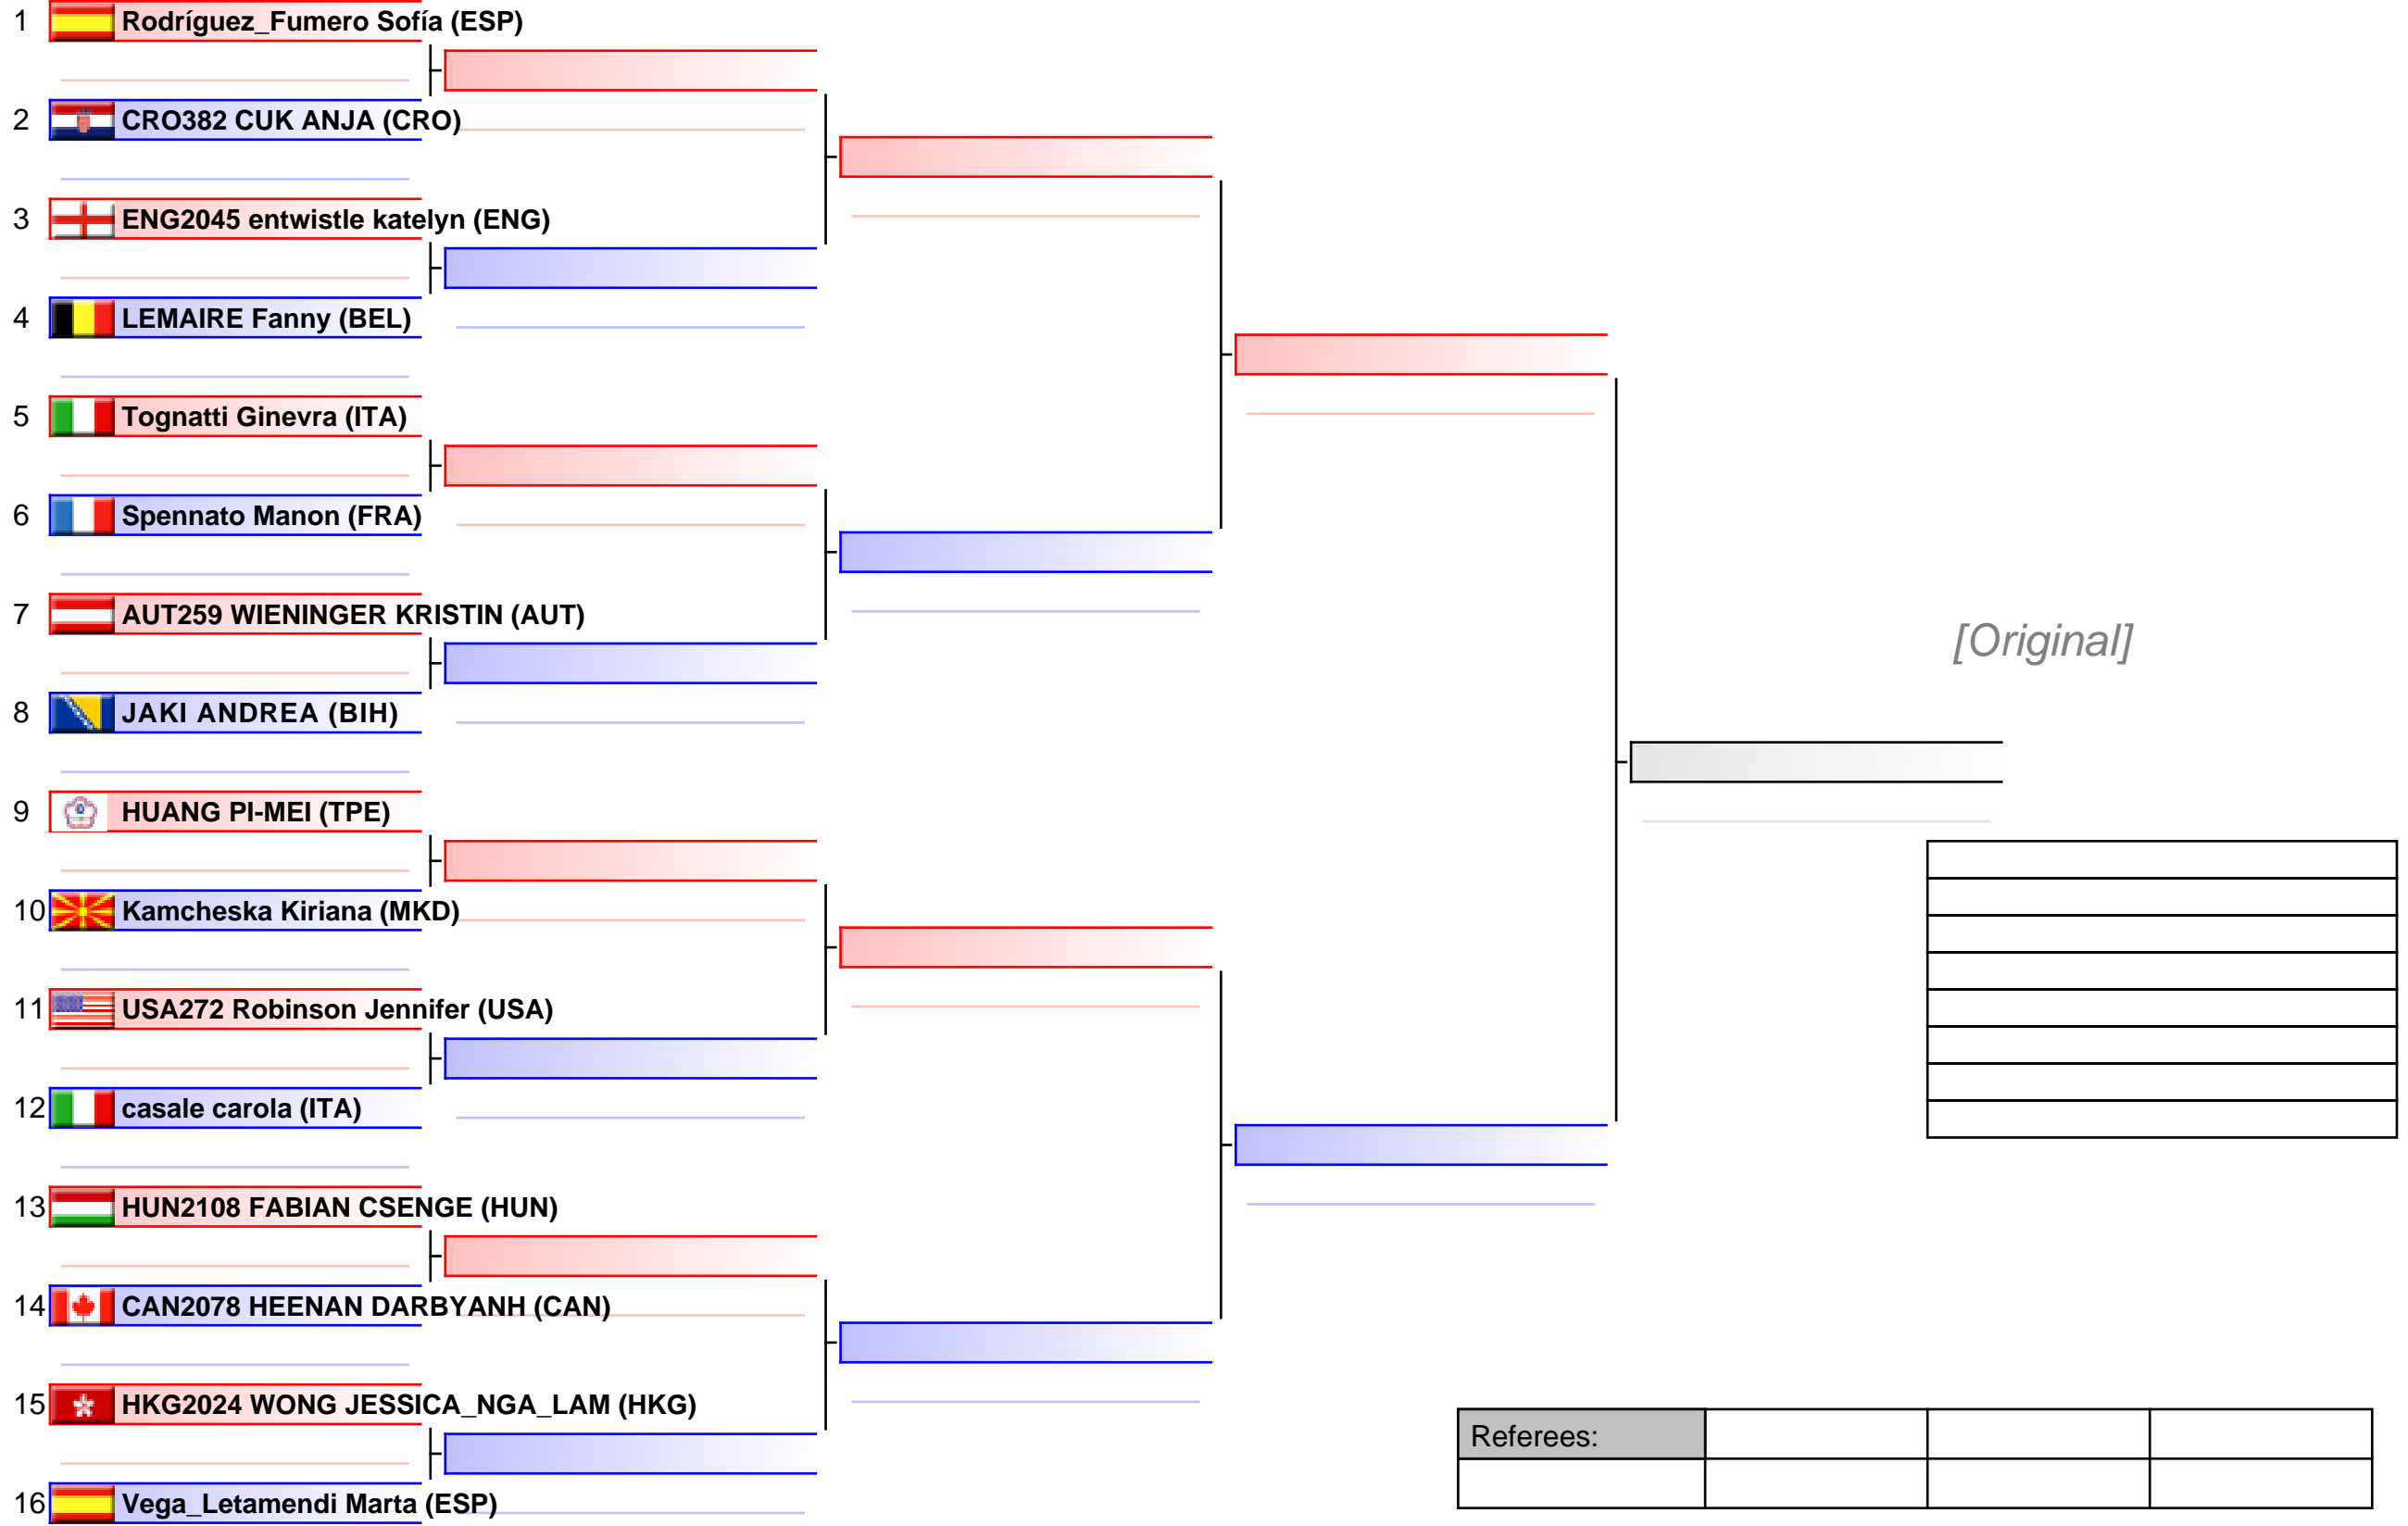 1 Rodríguez_Fumero Sofía (ESP)
2 CRO382 CUK ANJA (CRO)
3 ENG2045 entwistle katelyn (ENG)
4 LEMAIRE Fanny (BEL)
5 Tognatti Ginevra (ITA)
6 Spennato Manon (FRA)
7 AUT259 WIENINGER KRISTIN (AUT)
[Original]
8 JAKI ANDREA (BIH)
9 HUANG PI-MEI (TPE)
10 Kamcheska Kiriana (MKD)
11 USA272 Robinson Jennifer (USA)
12 casale carola (ITA)
13 HUN2108 FABIAN CSENGE (HUN)
14 CAN2078 HEENAN DARBYANH (CAN)
15 HKG2024 WONG JESSICA_NGA_LAM (HKG)
Referees:
16 Vega_Letamendi Marta (ESP)